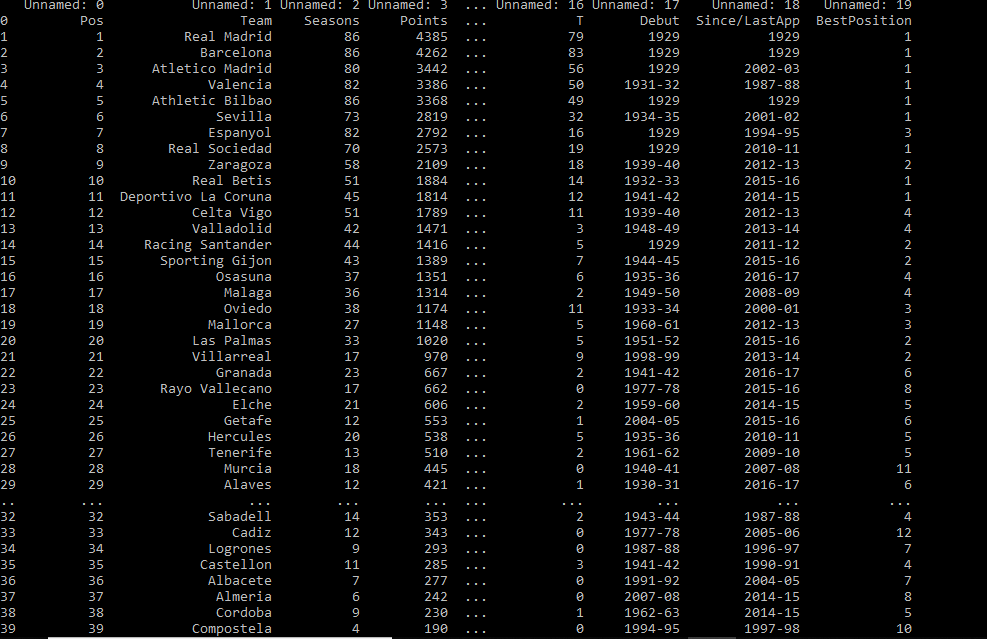 Unnamed: 0 Unnamed: 1 Unnamed: 2 Unnamed: 3 ... Unnamed: 16 Unnamed: 17 Unnamed: 18 Unnamed: 19
0 Pos Team Seasons Points ... T Debut Since/LastApp BestPosition
1 1 Real Madrid 86 4385 ... 79 1929 1929 1
2 2 Barcelona 86 4262 ... 83 1929 1929 1
3 3 Atletico Madrid 80 3442 ... 56 1929 2002-03 1
4 4 Valencia 82 3386 ... 50 1931-32 1987-88 1
5 5 Athletic Bilbao 86 3368 ... 49 1929 1929 1
6 6 Sevilla 73 2819 ... 32 1934-35 2001-02 1
7 7 Espanyol 82 2792 ... 16 1929 1994-95 3
8 8 Real Sociedad 70 2573 ... 19 1929 2010-11 1
9 9 Zaragoza 58 2109 ... 18 1939-40 2012-13 2
10 10 Real Betis 51 1884 ... 14 1932-33 2015-16 1
11 11 Deportivo La Coruna 45 1814 ... 12 1941-42 2014-15 1
12 12 Celta Vigo 51 1789 ... 11 1939-40 2012-13 4
13 13 Valladolid 42 1471 ... 3 1948-49 2013-14 4
14 14 Racing Santander 44 1416 ... 5 1929 2011-12 2
15 15 Sporting Gijon 43 1389 ... 7 1944-45 2015-16 2
16 16 Osasuna 37 1351 ... 6 1935-36 2016-17 4
17 17 Malaga 36 1314 ... 2 1949-50 2008-09 4
18 18 Oviedo 38 1174 ... 11 1933-34 2000-01 3
19 19 Mallorca 27 1148 ... 5 1960-61 2012-13 3
20 20 Las Palmas 33 1020 ... 5 1951-52 2015-16 2
21 21 Villarreal 17 970 ... 9 1998-99 2013-14 2
22 22 Granada 23 667 ... 2 1941-42 2016-17 6
23 23 Rayo Vallecano 17 662 ... 0 1977-78 2015-16 8
24 24 Elche 21 606 ... 2 1959-60 2014-15 5
25 25 Getafe 12 553 ... 1 2004-05 2015-16 6
26 26 Hercules 20 538 ... 5 1935-36 2010-11 5
27 27 Tenerife 13 510 ... 2 1961-62 2009-10 5
28 28 Murcia 18 445 ... 0 1940-41 2007-08 11
29 29 Alaves 12 421 ... 1 1930-31 2016-17 6
.. ... ... ... ... ... ... ... ... ...
32 32 Sabadell 14 353 ... 2 1943-44 1987-88 4
33 33 Cadiz 12 343 ... 0 1977-78 2005-06 12
34 34 Logrones 9 293 ... 0 1987-88 1996-97 7
35 35 Castellon 11 285 ... 3 1941-42 1990-91 4
36 36 Albacete 7 277 ... 0 1991-92 2004-05 7
37 37 Almeria 6 242 ... 0 2007-08 2014-15 8
38 38 Cordoba 9 230 ... 1 1962-63 2014-15 5
39 39 Compostela 4 190 ... 0 1994-95 1997-98 10